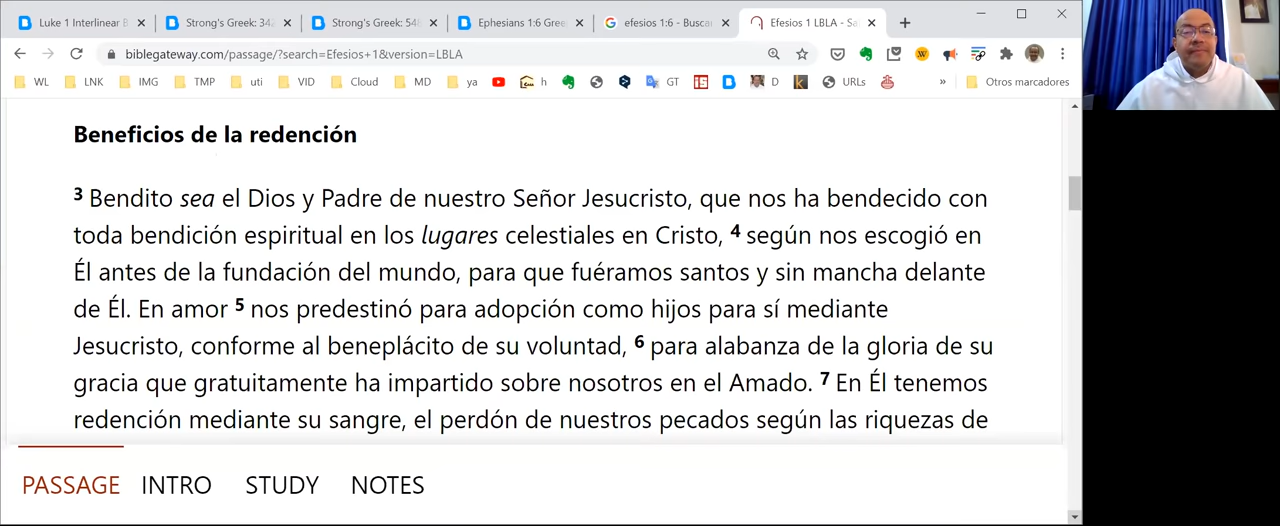 Luke 1 Interlinear B
Strong's Greek: 342
Strong's Greek: 548
Ephesians 1:6 Gree
efesios 1:6 - Buscar
Efesios 1 LBLA - Sa
biblegateway.com/passage/?search=Efesios+1&version=LBLA
WL LNK IMG TMP uti VID Cloud MD ya h GT D k URLs » Otros marcadores
Beneficios de la redención
3 Bendito sea el Dios y Padre de nuestro Señor Jesucristo, que nos ha bendecido con
toda bendición espiritual en los lugares celestiales en Cristo, 4 según nos escogió en
Él antes de la fundación del mundo, para que fuéramos santos y sin mancha delante
de Él. En amor 5 nos predestinó para adopción como hijos para sí mediante
Jesucristo, conforme al beneplácito de su voluntad, 6 para alabanza de la gloria de su
gracia que gratuitamente ha impartido sobre nosotros en el Amado. 7 En Él tenemos
redención mediante su sangre, el perdón de nuestros pecados según las riquezas de
PASSAGE INTRO STUDY NOTES